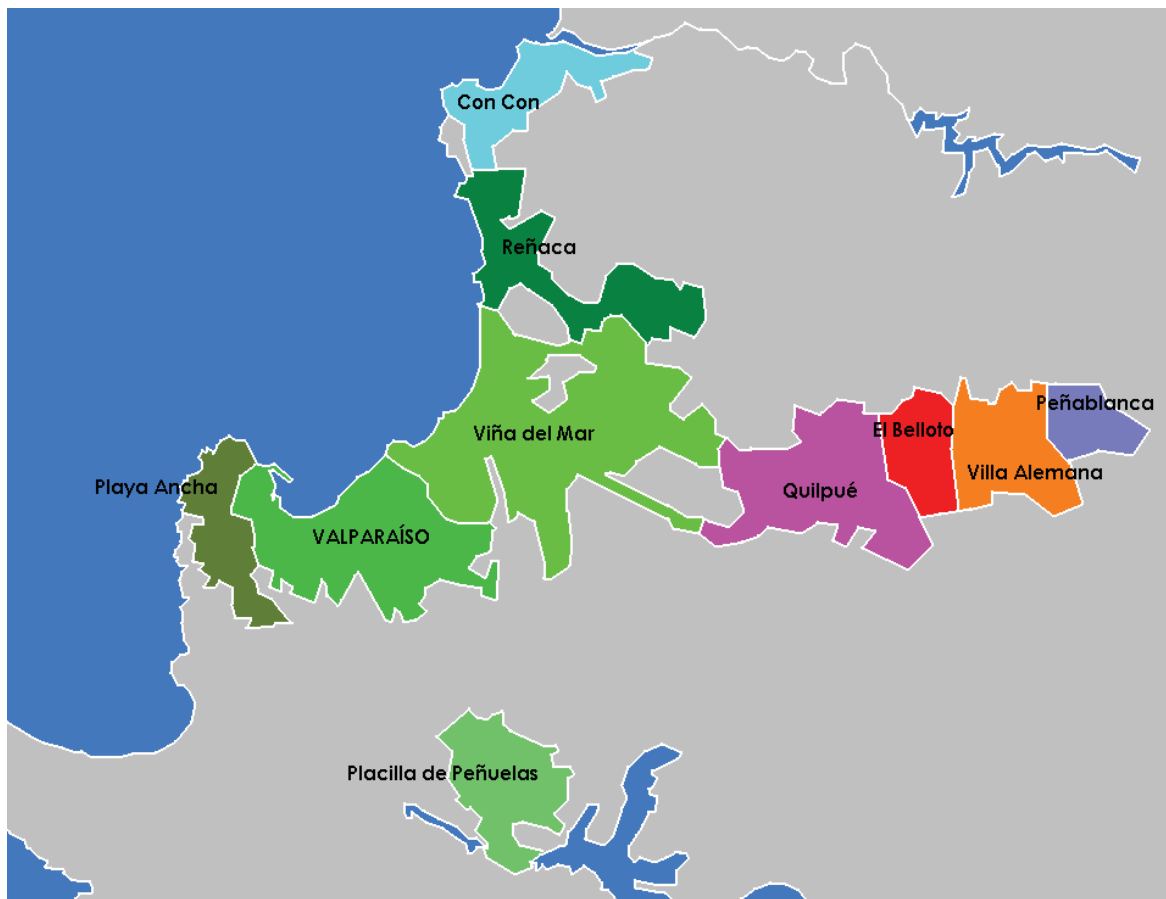 Con Con
Reñaca
Peñablanca
El Belloto
Viña del Mar
Villa Alemana
Playa Ancha
Quilpué
VALPARAÍSO
Placilla de Peñuelas